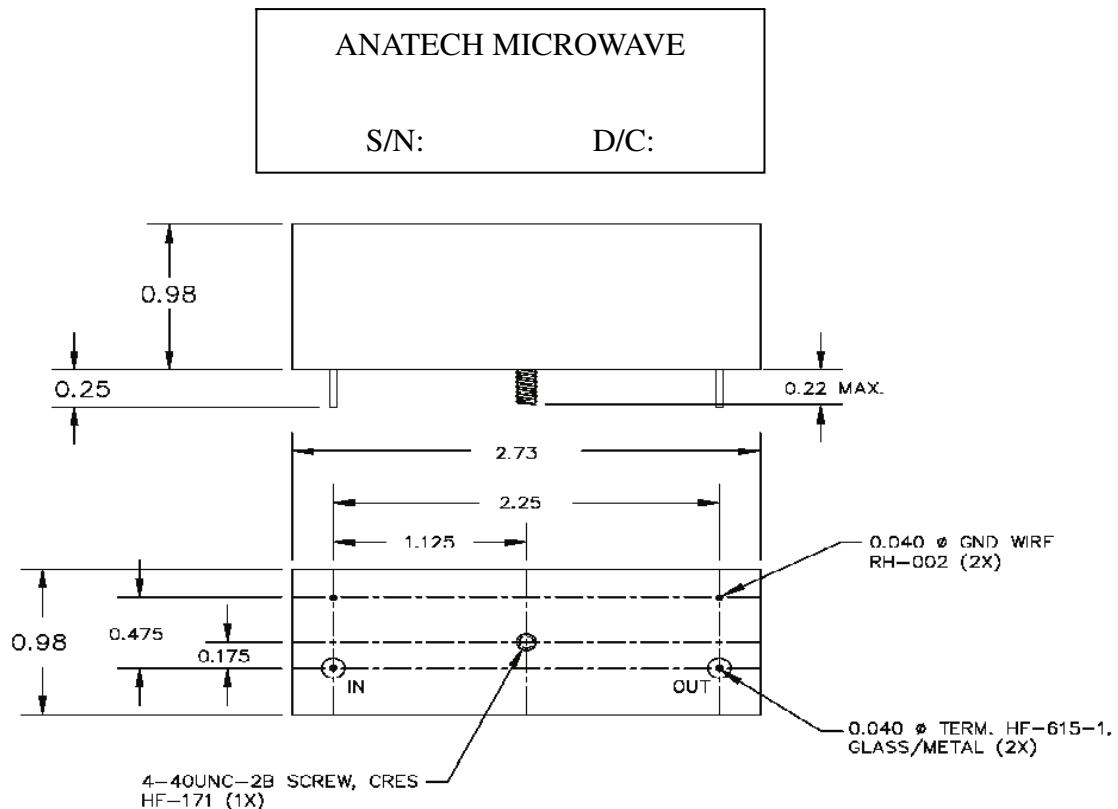 ANATECH MICROWAVE
S/N: D/C:
0.98
0.25
0.22 MAX.
2.73
2.25
1.125
0.040 ø GND WIRE
RH-002 (2X)
0.98
0.475
0.175
IN
OUT
0.040 ø TERM. HF-615-1,
GLASS/METAL (2X)
4-40UNC-2B SCREW, CRES
HF-171 (1X)